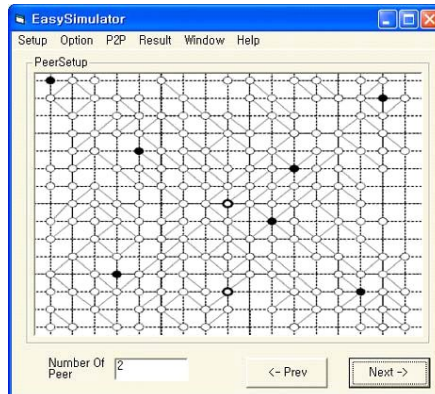 EasySimulator
Setup Option P2P Result Window Help
PeerSetup
Number Of
Peer
2
<- Prev
Next ->